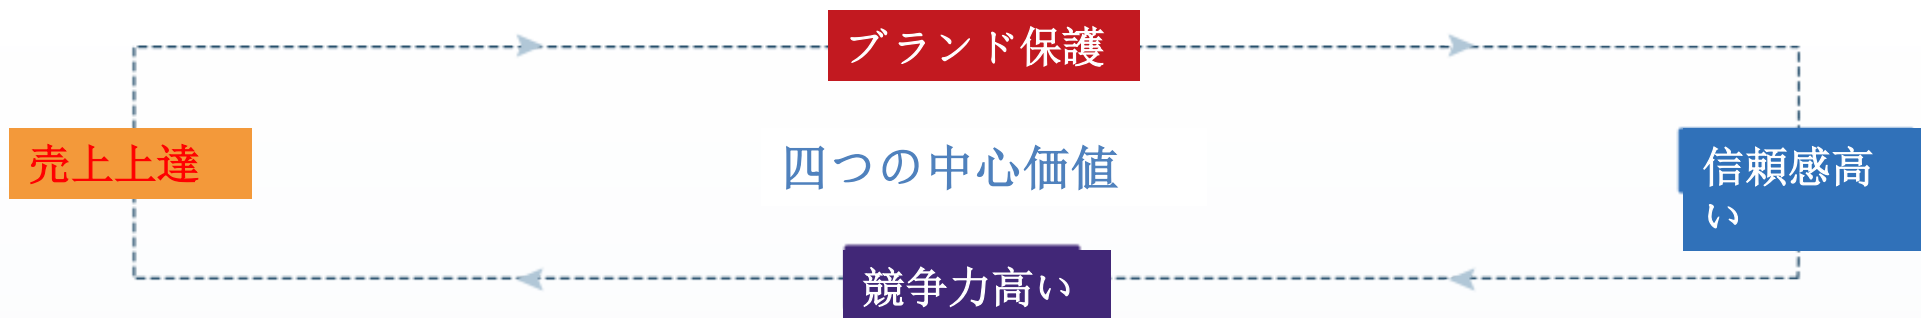 ブランド保護
売上上達
四つの中心価値
信頼感高
い
競争力高い